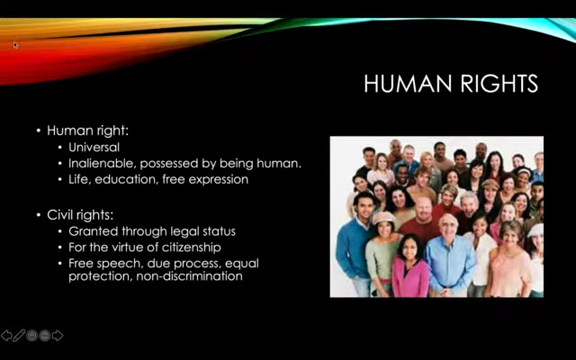 HUMAN RIGHTS
• Human right:
• Universal
• Inalienable, possessed by being human.
• Life, education, free expression
• Civil rights:
• Granted through legal status
• For the virtue of citizenship
• Free speech, due process, equal
protection, non-discrimination